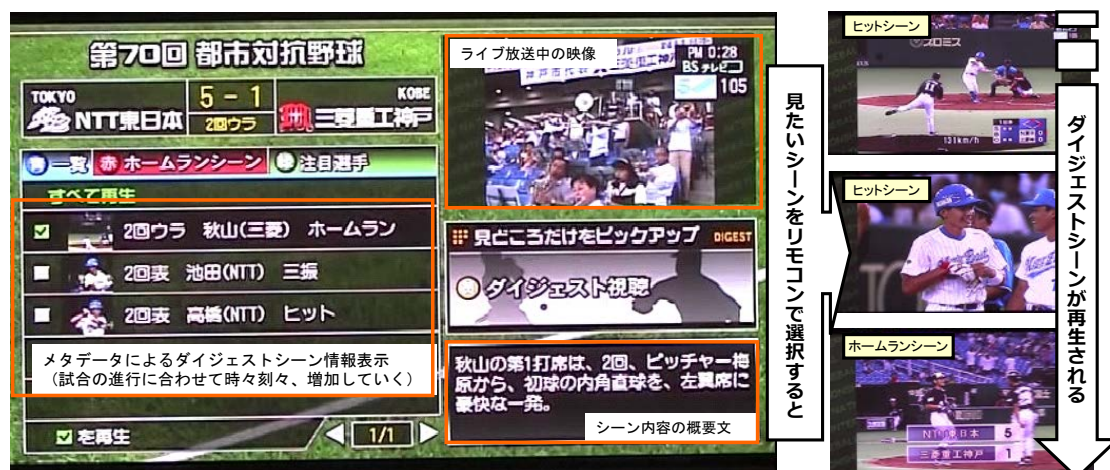 第70回 都市対抗野球
TOKYO
NTT東日本
5 - 1
2回ウラ
KOBE
三菱重工神戸
青 一覧
赤 ホームランシーン
緑 注目選手
すべて再生
2回ウラ 秋山(三菱) ホームラン
2回表 池田(NTT) 三振
2回表 高橋(NTT) ヒット
メタデータによるダイジェストシーン情報表示
(試合の進行に合わせて時々刻々、増加していく)
を再生
1/1
ライブ放送中の映像
PM 0:28
BS テレビ
105
見どころだけをピックアップ DIGEST
ダイジェスト視聴
秋山の第1打席は、2回、ピッチャー梅
原から、初球の内角直球を、左翼席に
豪快な一発。
シーン内容の概要文
見たいシーンをリモコンで選択すると
ヒットシーン
プロミス
131km/h
ヒットシーン
ホームランシーン
NTT東日本 5
三菱重工神戸 1
ダイジェストシーンが再生される